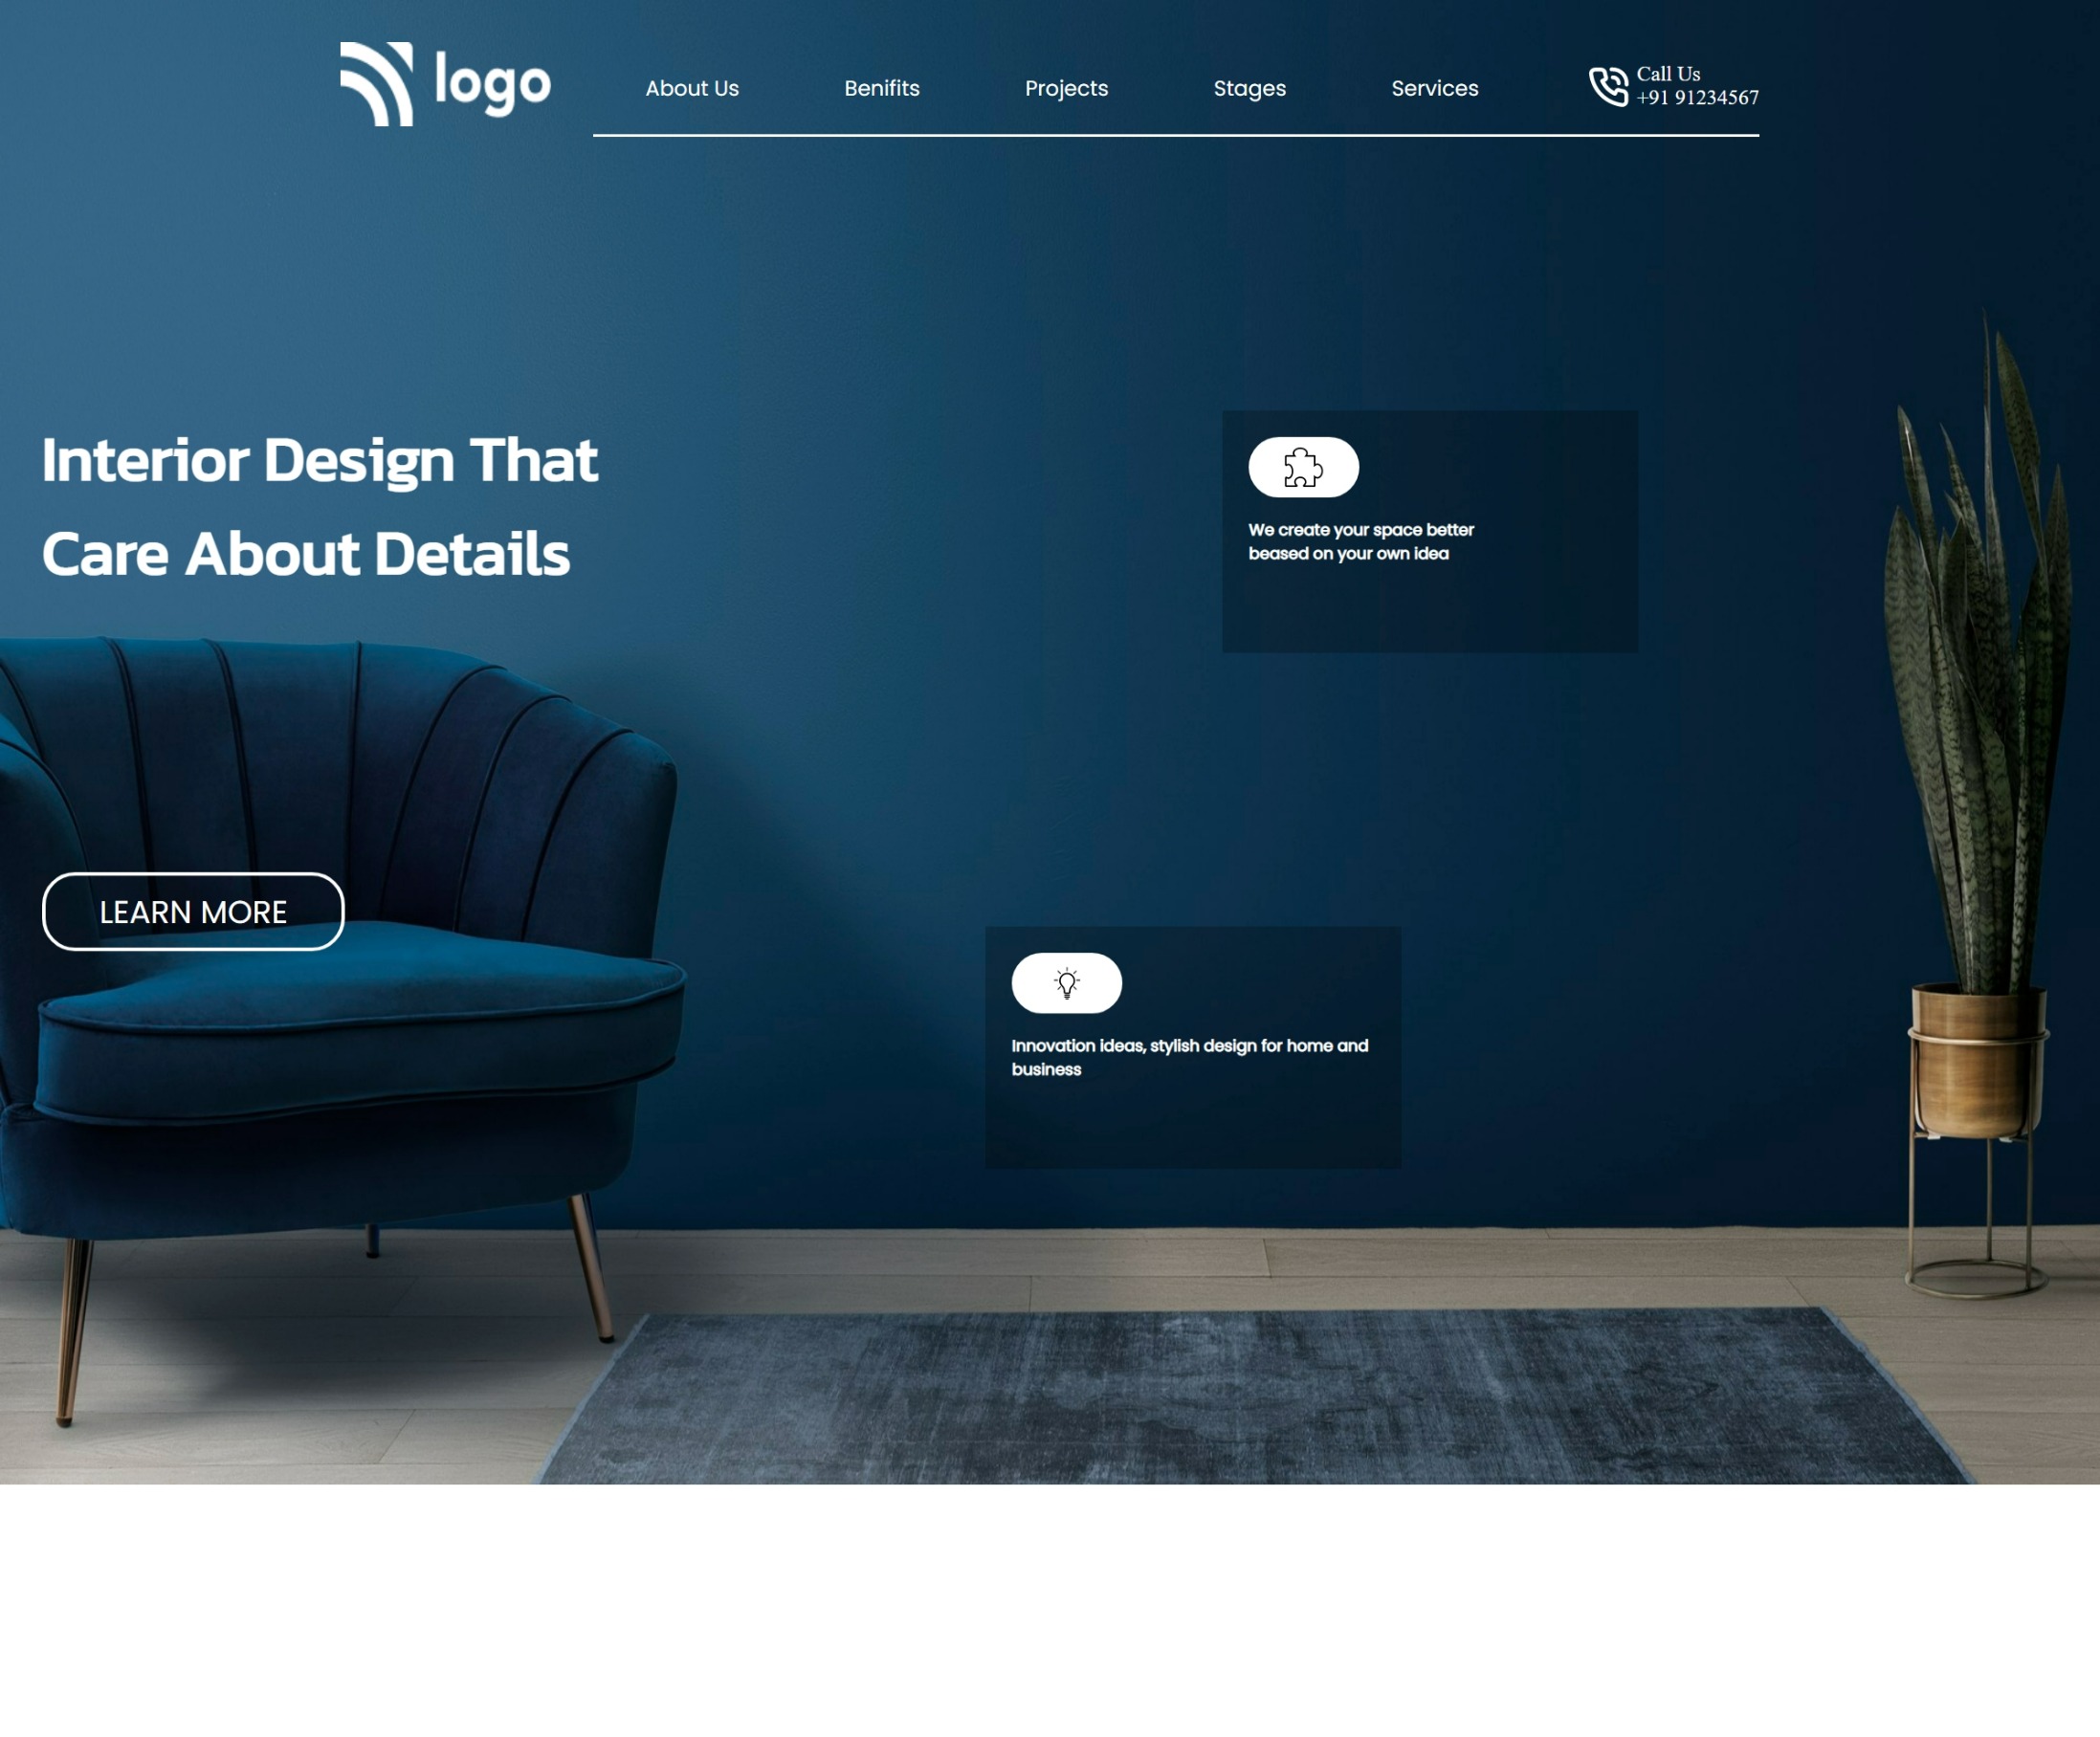 logo
About Us
Benifits
Projects
Stages
Services
Call Us
+91 91234567
Interior Design That
Care About Details
We create your space better
beased on your own idea
LEARN MORE
Innovation ideas, stylish design for home and
business